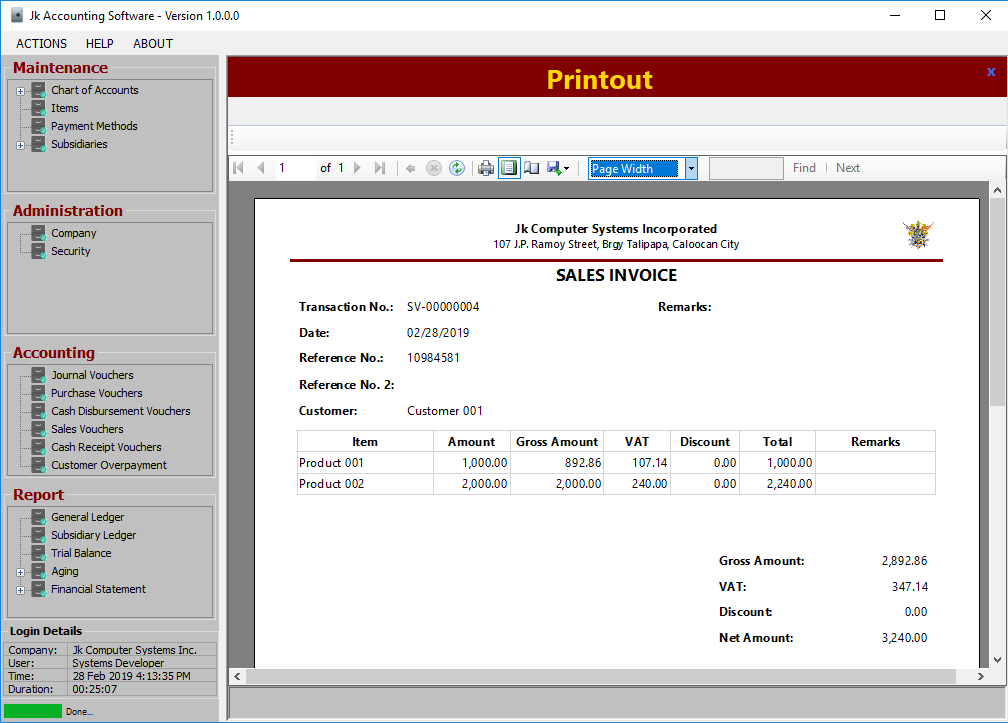 Jk Accounting Software - Version 1.0.0.0
ACTIONS HELP ABOUT
Maintenance
Chart of Accounts
Items
Payment Methods
Subsidiaries
Administration
Company
Security
Accounting
Journal Vouchers
Purchase Vouchers
Cash Disbursement Vouchers
Sales Vouchers
Cash Receipt Vouchers
Customer Overpayment
Report
General Ledger
Subsidiary Ledger
Trial Balance
Aging
Financial Statement
Login Details
Company: Jk Computer Systems Inc.
User: Systems Developer
Time: 28 Feb 2019 4:13:35 PM
Duration: 00:25:07
Done...
Printout x
1 of 1 Page Width Find | Next
Jk Computer Systems Incorporated
107 J.P. Ramoy Street, Brgy Talipapa, Caloocan City
SALES INVOICE
Transaction No.: SV-00000004 Remarks:
Date: 02/28/2019
Reference No.: 10984581
Reference No. 2:
Customer: Customer 001
Item Amount Gross Amount VAT Discount Total Remarks
Product 001 1,000.00 892.86 107.14 0.00 1,000.00
Product 002 2,000.00 2,000.00 240.00 0.00 2,240.00
Gross Amount: 2,892.86
VAT: 347.14
Discount: 0.00
Net Amount: 3,240.00